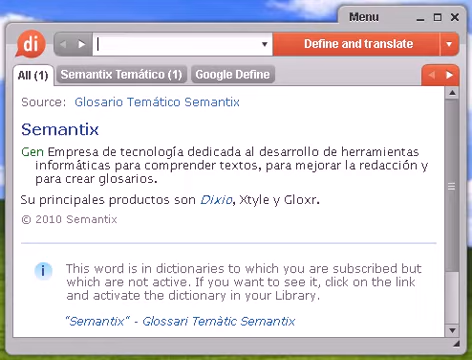 Menu
di
Define and translate
All (1) Semantix Temático (1) Google Define
Source: Glosario Temático Semantix
Semantix
Gen Empresa de tecnología dedicada al desarrollo de herramientas
informáticas para comprender textos, para mejorar la redacción y
para crear glosarios.
Su principales productos son Dixio, Xtyle y Gloxr.
© 2010 Semantix
i
This word is in dictionaries to which you are subscribed but
which are not active. If you want to see it, click on the link
and activate the dictionary in your Library.
"Semantix" - Glossari Temàtic Semantix